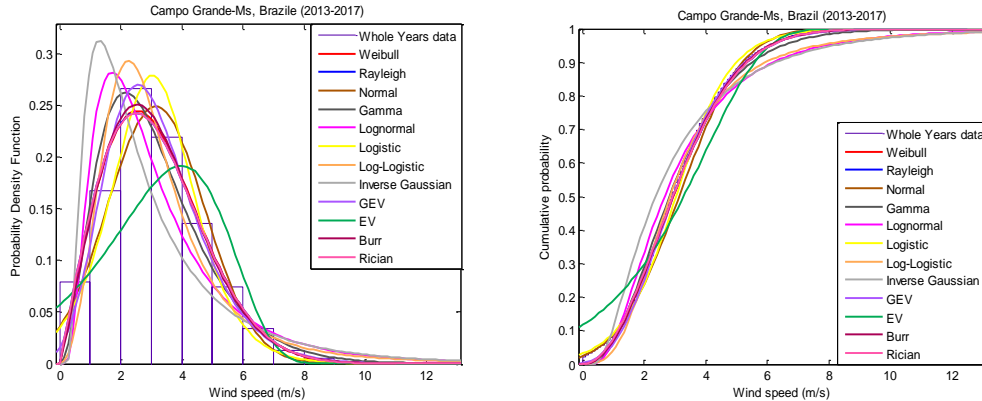 Campo Grande-Ms, Brazile (2013-2017)
Probability Density Function
0.3
0.25
0.2
0.15
0.1
0.05
0
0 2 4 6 8 10 12
Wind speed (m/s)
Whole Years data
Weibull
Rayleigh
Normal
Gamma
Lognormal
Logistic
Log-Logistic
Inverse Gaussian
GEV
EV
Burr
Rician
Campo Grande-Ms, Brazil (2013-2017)
Cumulative probability
1
0.9
0.8
0.7
0.6
0.5
0.4
0.3
0.2
0.1
0
0 2 4 6 8 10 12
Wind speed (m/s)
Whole Years data
Weibull
Rayleigh
Normal
Gamma
Lognormal
Logistic
Log-Logistic
Inverse Gaussian
GEV
EV
Burr
Rician